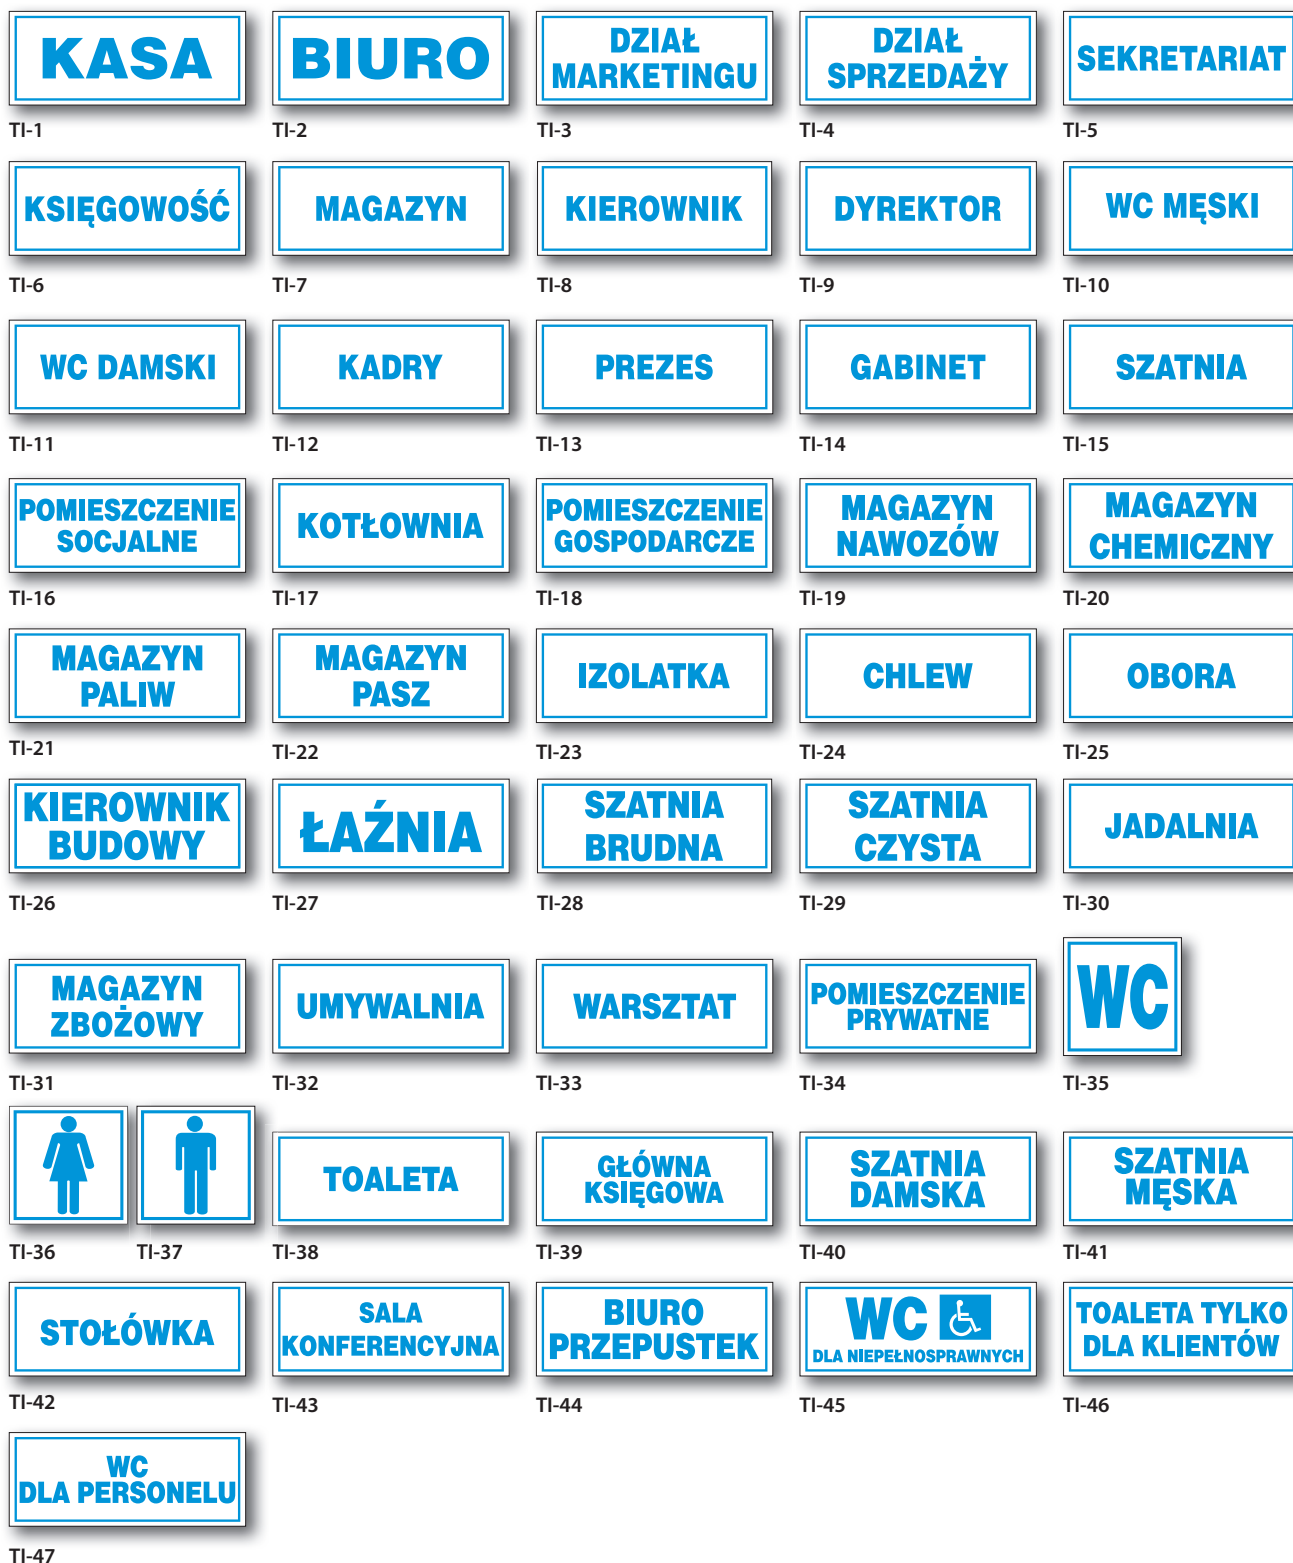 KASA
TI-1
BIURO
TI-2
DZIAŁ
MARKETINGU
TI-3
DZIAŁ
SPRZEDAŻY
TI-4
SEKRETARIAT
TI-5
KSIĘGOWOŚĆ
TI-6
MAGAZYN
TI-7
KIEROWNIK
TI-8
DYREKTOR
TI-9
WC MĘSKI
TI-10
WC DAMSKI
TI-11
KADRY
TI-12
PREZES
TI-13
GABINET
TI-14
SZATNIA
TI-15
POMIESZCZENIE
SOCJALNE
TI-16
KOTŁOWNIA
TI-17
POMIESZCZENIE
GOSPODARCZE
TI-18
MAGAZYN
NAWOZÓW
TI-19
MAGAZYN
CHEMICZNY
TI-20
MAGAZYN
PALIW
TI-21
MAGAZYN
PASZ
TI-22
IZOLATKA
TI-23
CHLEW
TI-24
OBORA
TI-25
KIEROWNIK
BUDOWY
TI-26
ŁAŹNIA
TI-27
SZATNIA
BRUDNA
TI-28
SZATNIA
CZYSTA
TI-29
JADALNIA
TI-30
MAGAZYN
ZBOŻOWY
TI-31
UMYWALNIA
TI-32
WARSZTAT
TI-33
POMIESZCZENIE
PRYWATNE
TI-34
WC
TI-35
TI-36
TI-37
TOALETA
TI-38
GŁÓWNA
KSIĘGOWA
TI-39
SZATNIA
DAMSKA
TI-40
SZATNIA
MĘSKA
TI-41
STOŁÓWKA
TI-42
SALA
KONFERENCYJNA
TI-43
BIURO
PRZEPUSTEK
TI-44
WC
DLA NIEPEŁNOSPRAWNYCH
TI-45
TOALETA TYLKO
DLA KLIENTÓW
TI-46
WC
DLA PERSONELU
TI-47